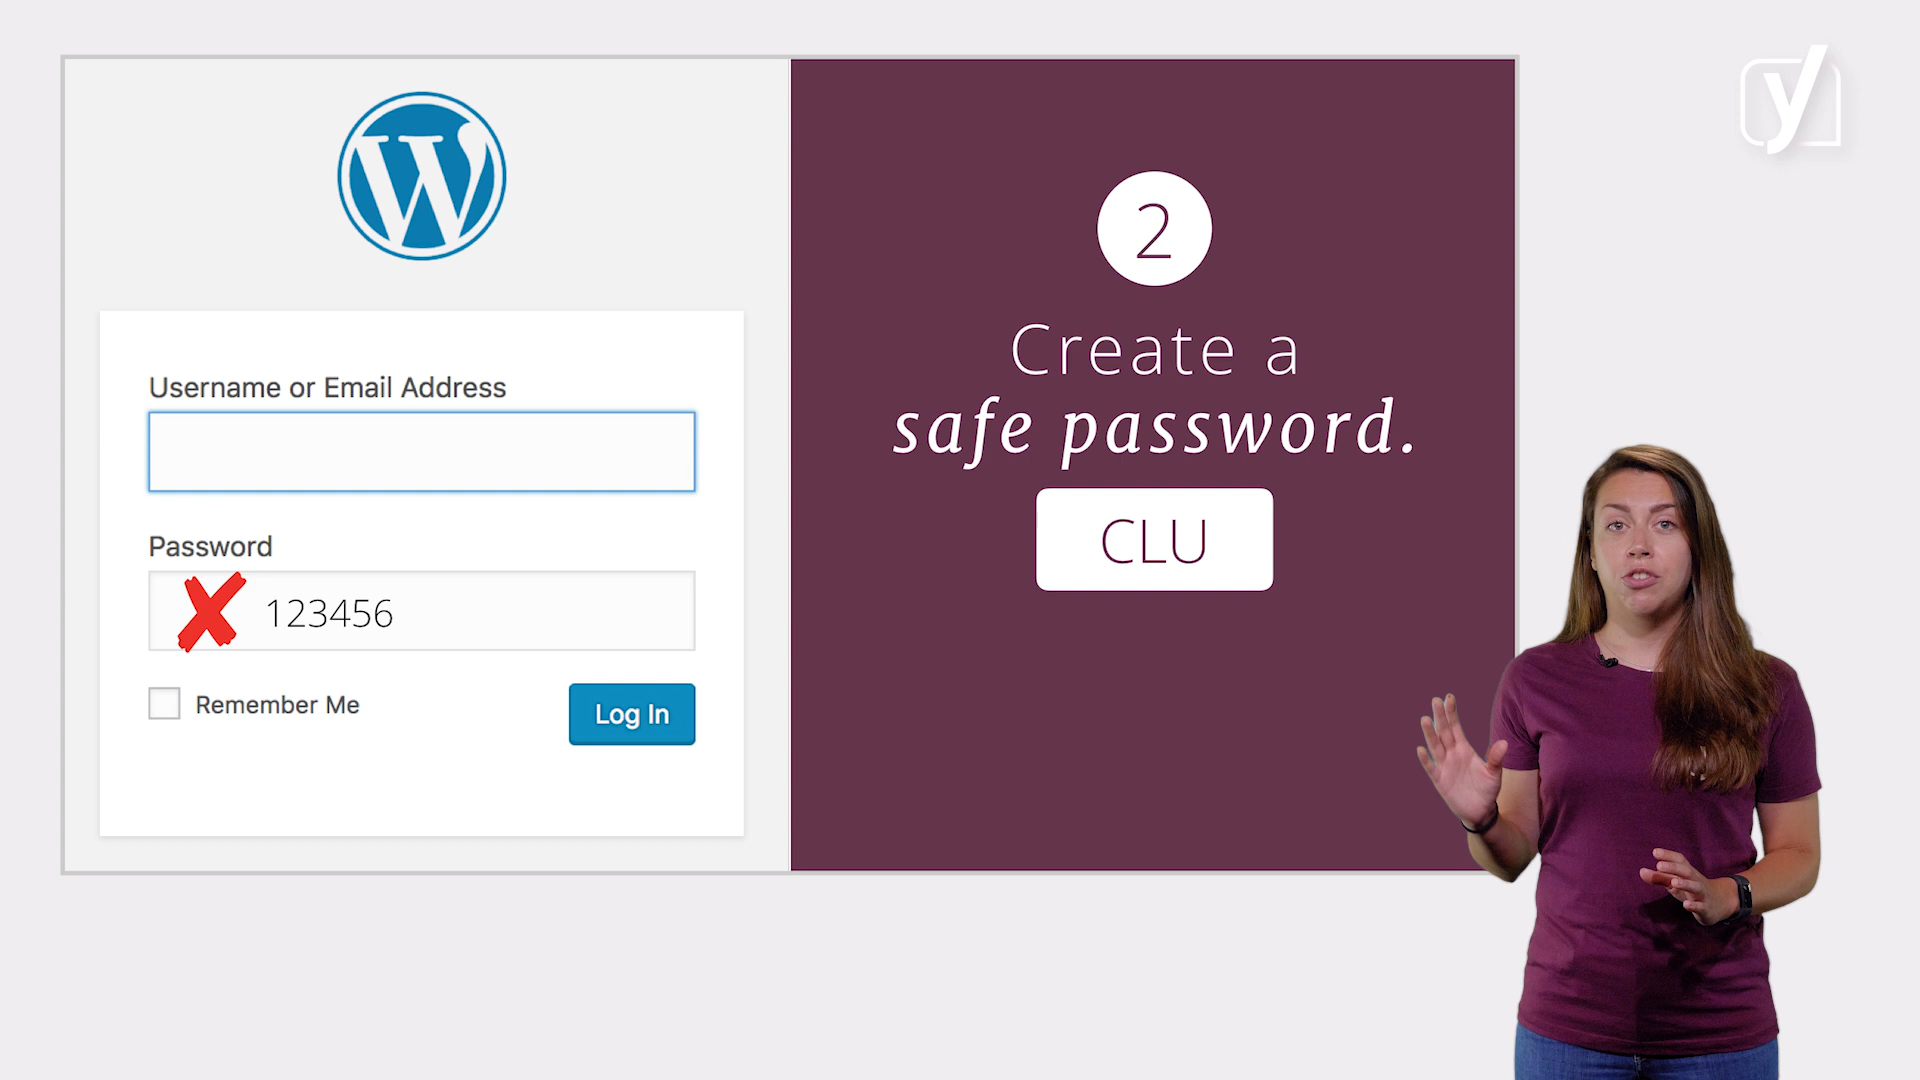 Username or Email Address
Password
123456
Remember Me
Log In
2
Create a
safe password.
CLU
y